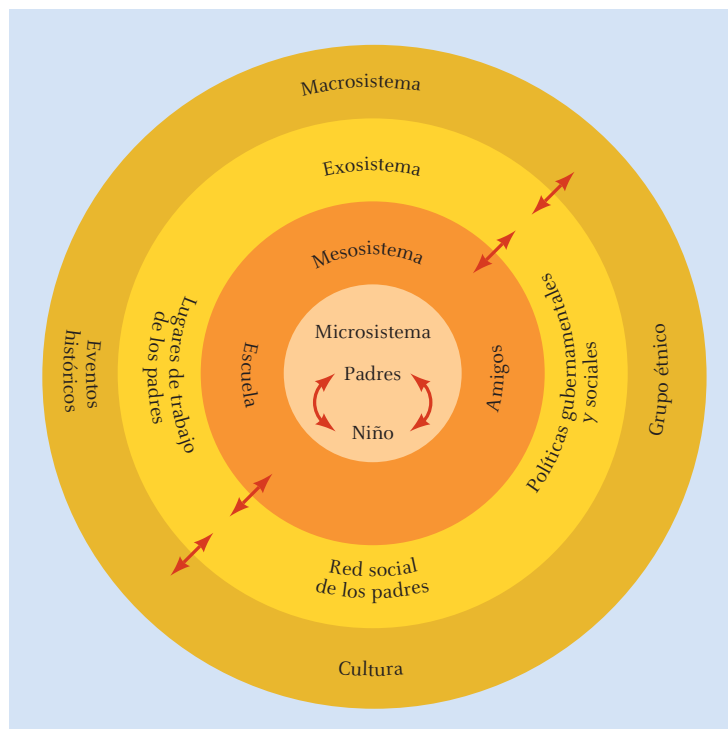 Macrosistema
Exosistema
Mesosistema
Microsistema
Padres
Niño
Escuela
Amigos
Lugares de trabajo
de los padres
Políticas gubernamentales
y sociales
Eventos
históricos
Grupo étnico
Red social
de los padres
Cultura